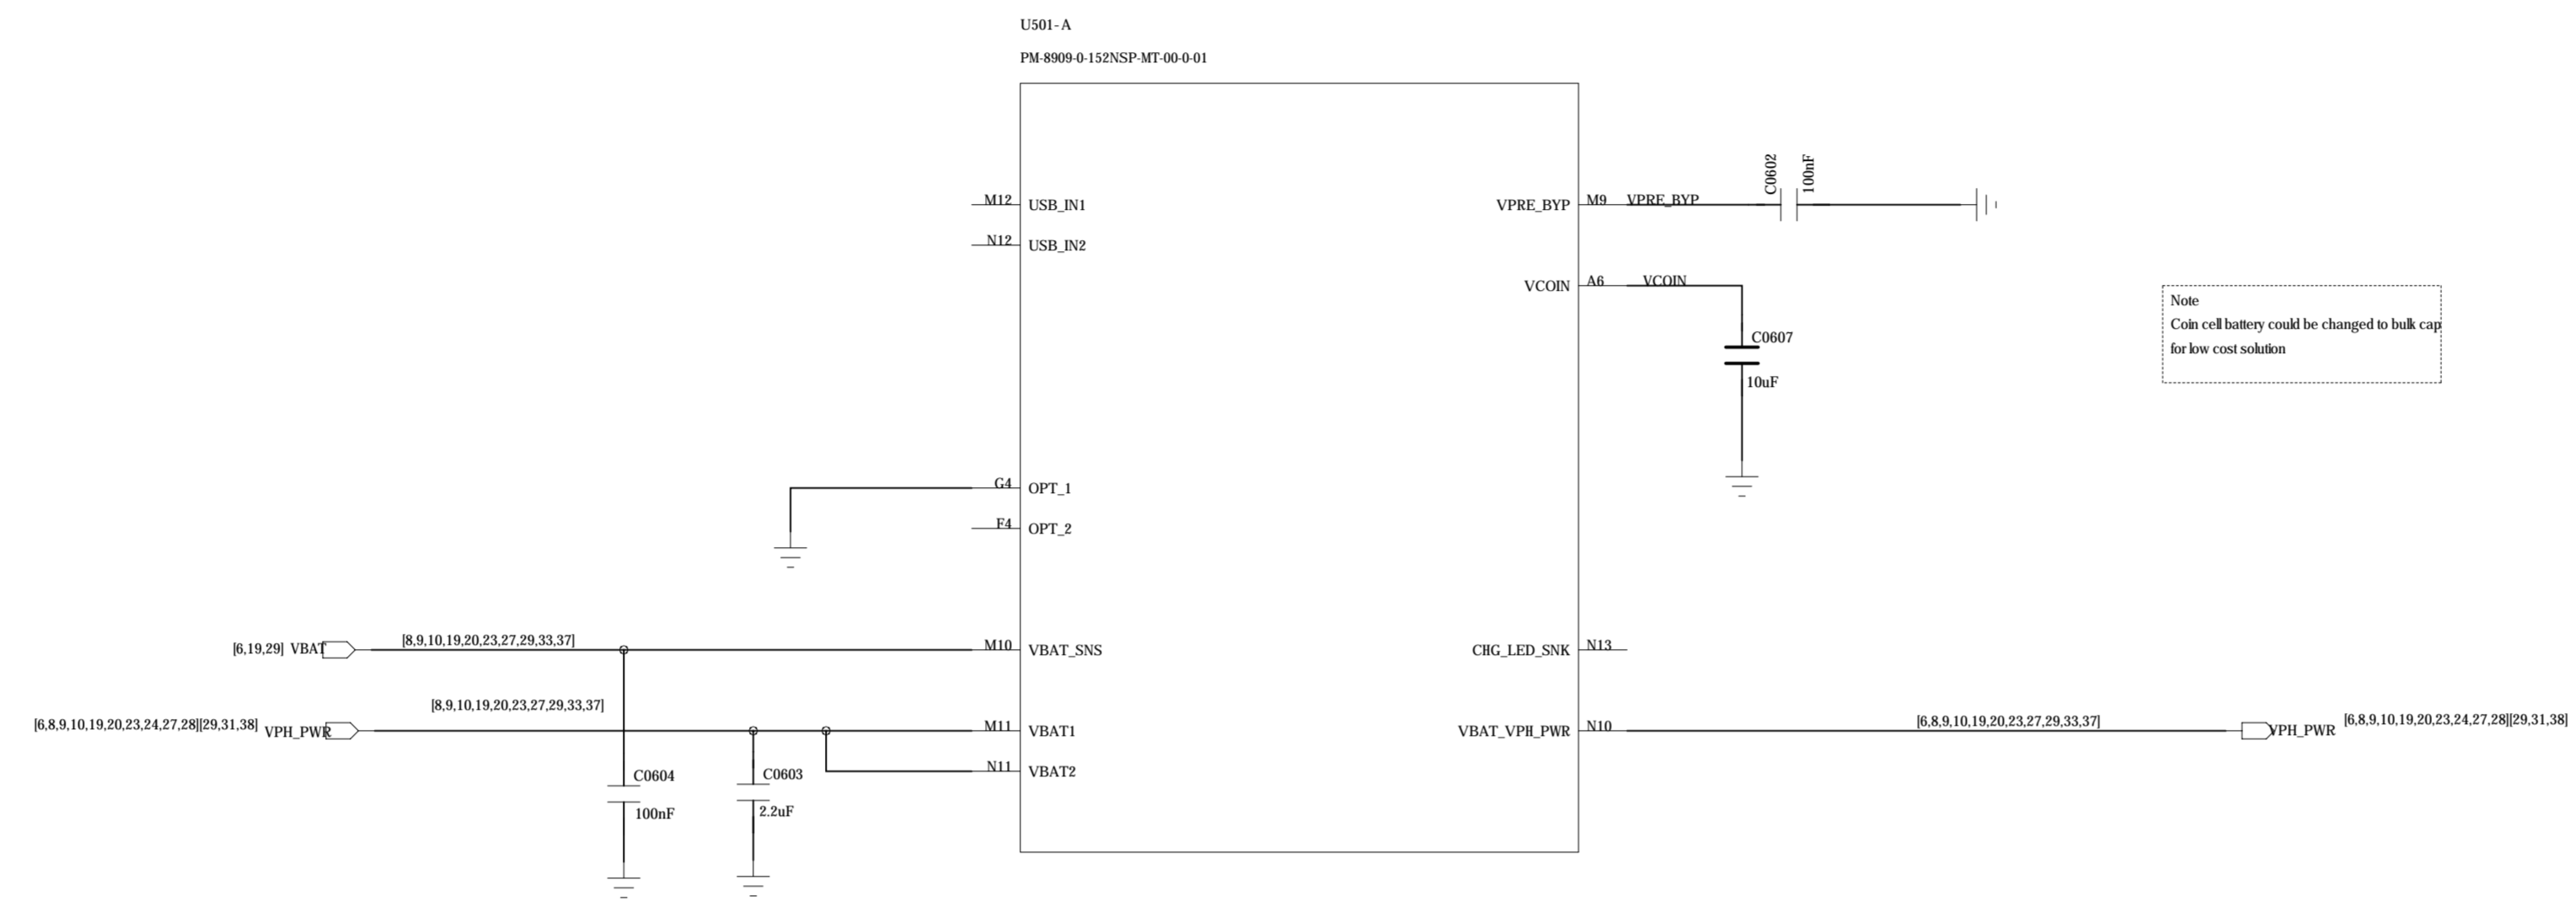 U501-A
PM-8909-0-152NSP-MT-00-0-01
M12 USB_IN1
N12 USB_IN2
VPRE_BYP M9 VPRE_BYP
C0602
100nF
VCOIN A6 VCOIN
C0607
10uF
Note
Coin cell battery could be changed to bulk cap
for low cost solution
G4 OPT_1
F4 OPT_2
[6,19,29] VBAT
[8,9,10,19,20,23,27,29,33,37]
M10 VBAT_SNS
CHG_LED_SNK N13
[6,8,9,10,19,20,23,24,27,28][29,31,38] VPH_PWR
[8,9,10,19,20,23,27,29,33,37]
M11 VBAT1
N11 VBAT2
VBAT_VPH_PWR N10
[6,8,9,10,19,20,23,27,29,33,37]
VPH_PWR [6,8,9,10,19,20,23,24,27,28][29,31,38]
C0604
100nF
C0603
2.2uF